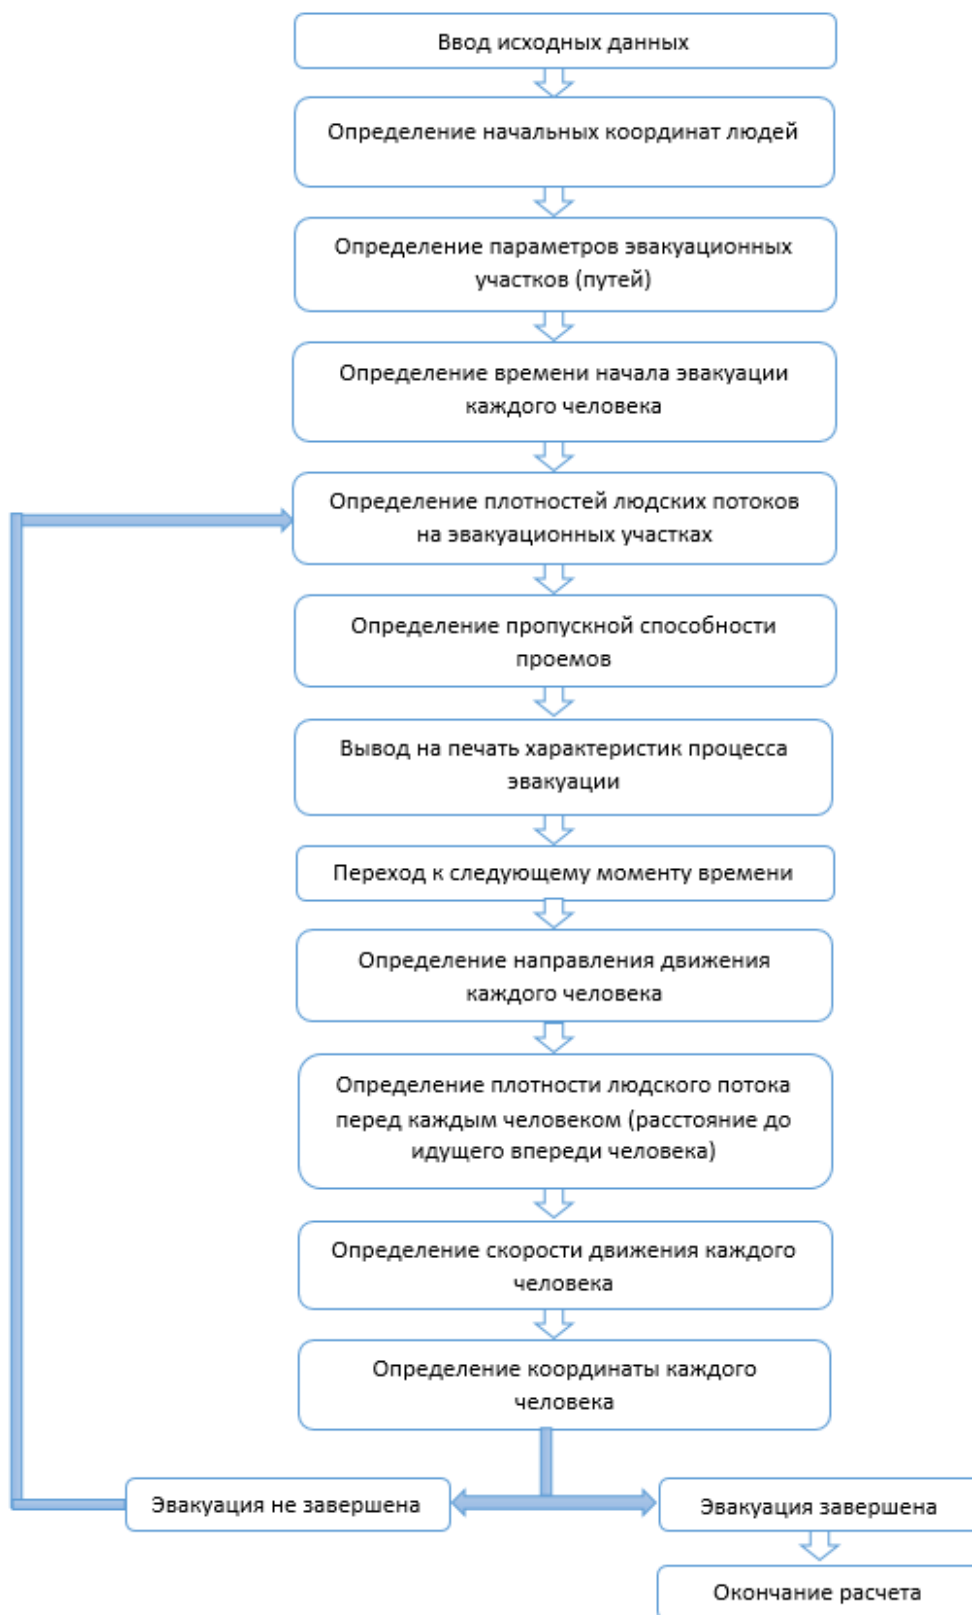 Ввод исходных данных
Определение начальных координат людей
Определение параметров эвакуационных
участков (путей)
Определение времени начала эвакуации
каждого человека
Определение плотностей людских потоков
на эвакуационных участках
Определение пропускной способности
проемов
Вывод на печать характеристик процесса
эвакуации
Переход к следующему моменту времени
Определение направления движения
каждого человека
Определение плотности людского потока
перед каждым человеком (расстояние до
идущего впереди человека)
Определение скорости движения каждого
человека
Определение координаты каждого
человека
Эвакуация не завершена
Эвакуация завершена
Окончание расчета